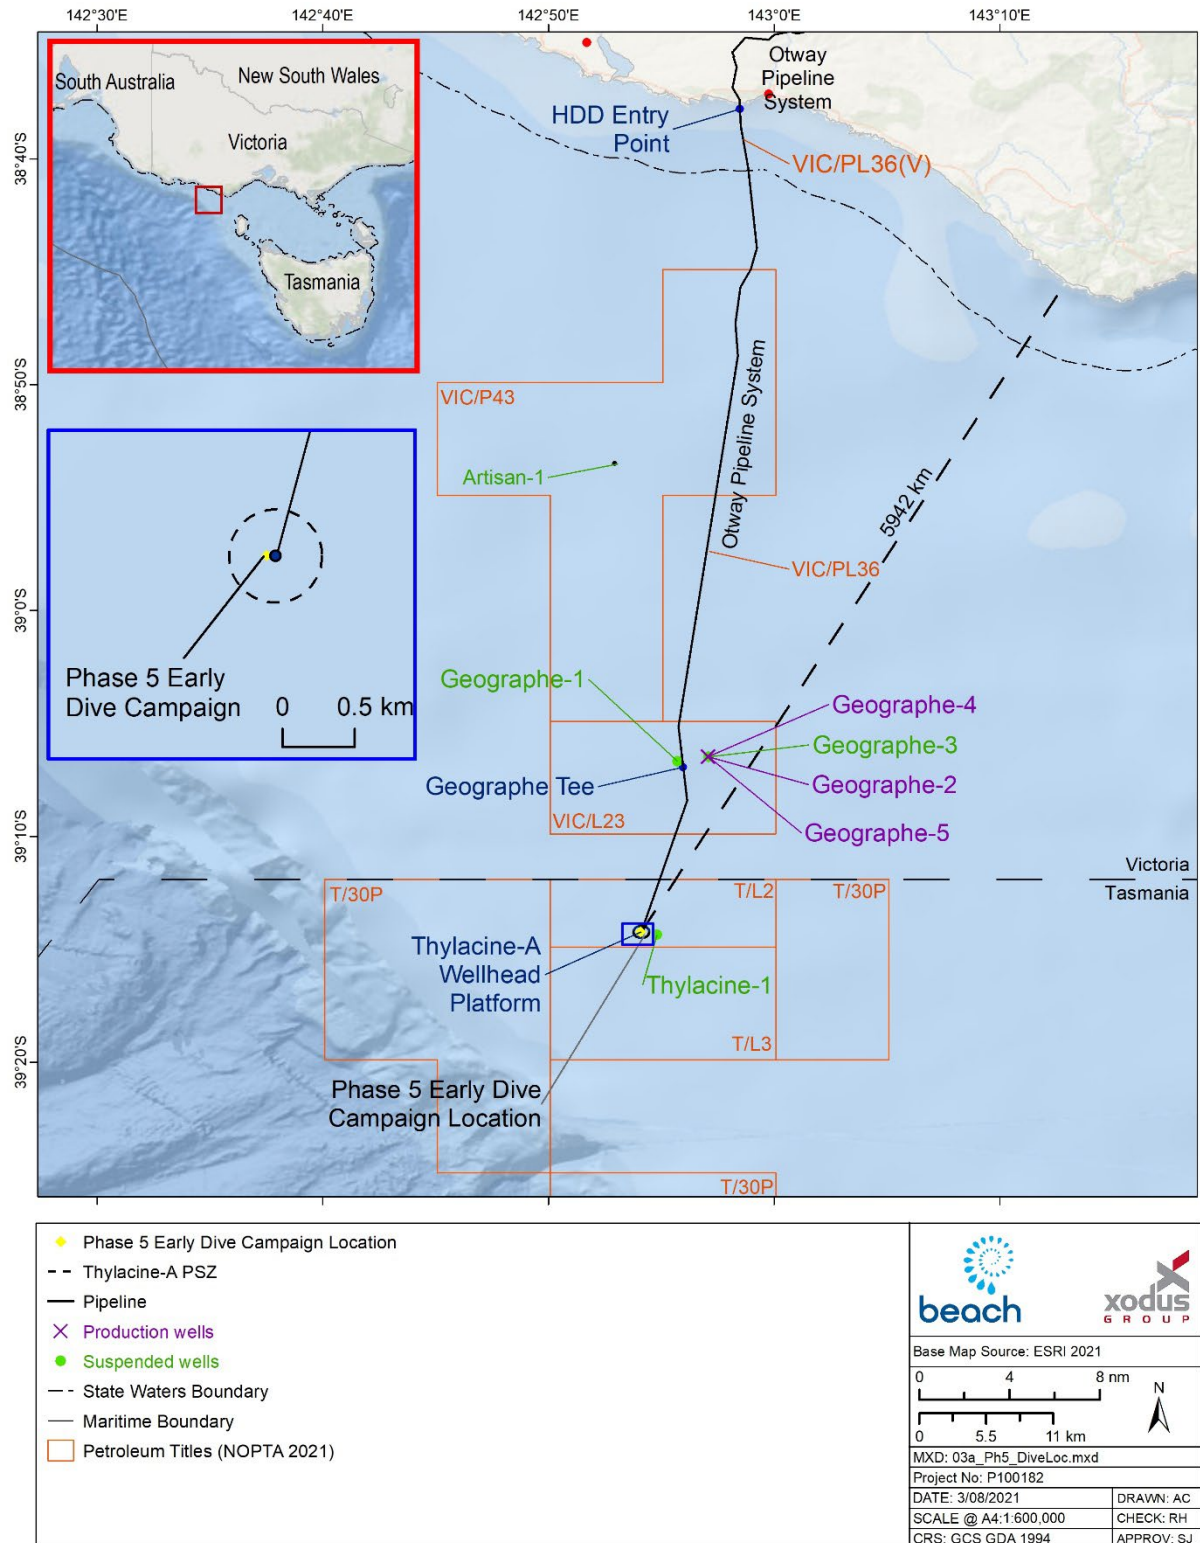 142°30'E
142°40'E
142°50'E
143°0'E
143°10'E
38°40'S
38°50'S
39°0'S
39°10'S
39°20'S
South Australia
New South Wales
Victoria
Tasmania
Otway
Pipeline
System
HDD Entry
Point
VIC/PL36(V)
VIC/P43
Artisan-1
Otway Pipeline System
5942 km
VIC/PL36
Phase 5 Early
Dive Campaign
0 0.5 km
Geographe-1
Geographe-4
Geographe-3
Geographe Tee
Geographe-2
VIC/L23
Geographe-5
Victoria
Tasmania
T/30P
T/L2
T/30P
Thylacine-A
Wellhead
Platform
Thylacine-1
T/L3
Phase 5 Early Dive
Campaign Location
T/30P
Phase 5 Early Dive Campaign Location
Thylacine-A PSZ
Pipeline
Production wells
Suspended wells
State Waters Boundary
Maritime Boundary
Petroleum Titles (NOPTA 2021)
beach
xodus
GROUP
Base Map Source: ESRI 2021
0 4 8 nm
N
0 5.5 11 km
MXD: 03a_Ph5_DiveLoc.mxd
Project No: P100182
DATE: 3/08/2021 DRAWN: AC
SCALE @ A4:1:600,000 CHECK: RH
CRS: GCS GDA 1994 APPROV: SJ